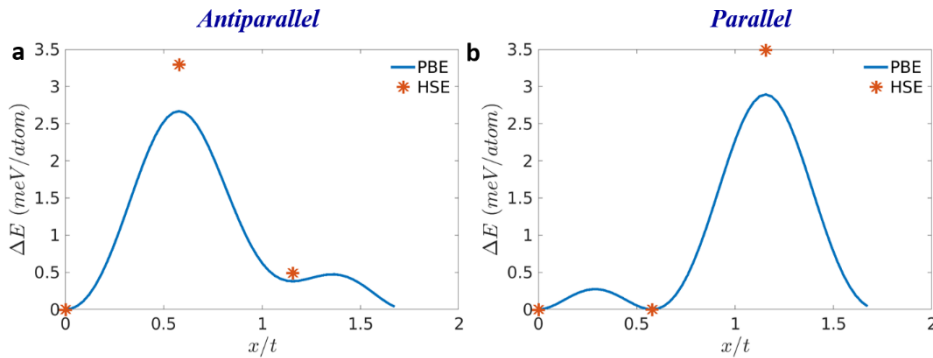 Antiparallel
a
3.5
3
2.5
2
1.5
1
0.5
0
ΔE (meV/atom)
PBE
HSE
0 0.5 1 1.5 2
x/t
Parallel
b
3.5
3
2.5
2
1.5
1
0.5
0
ΔE (meV/atom)
PBE
HSE
0 0.5 1 1.5 2
x/t